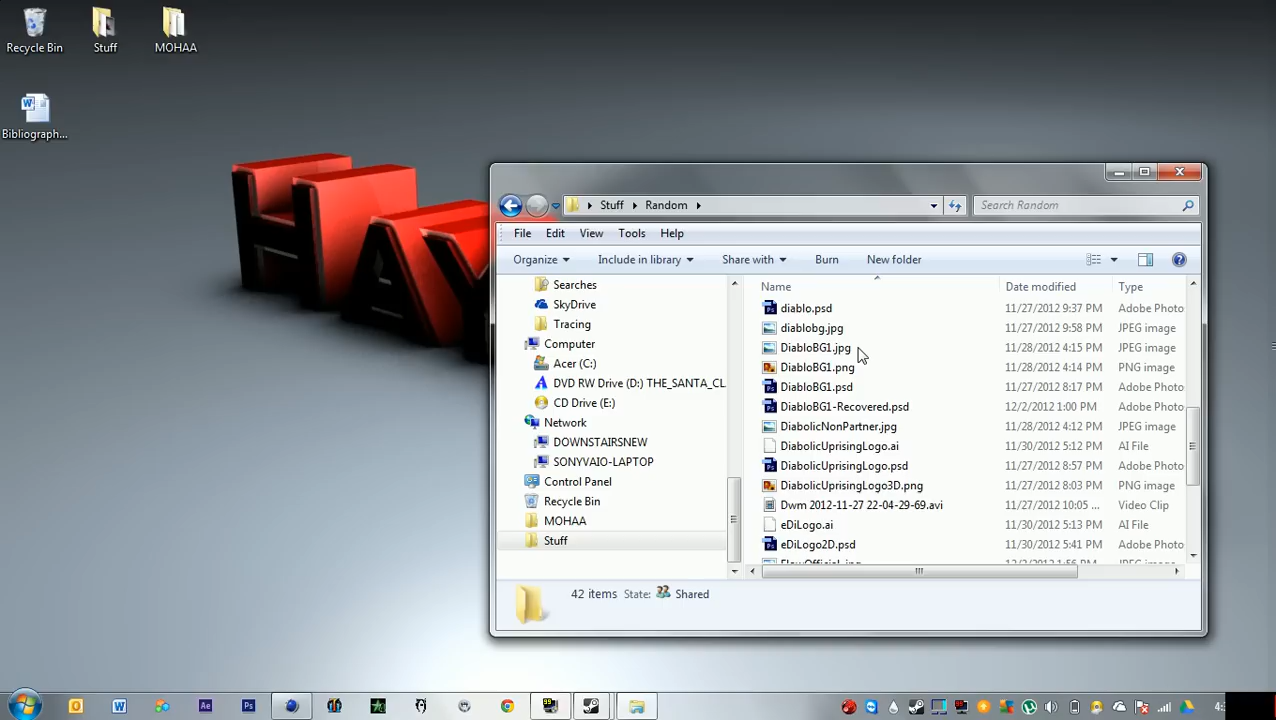 Recycle Bin
Stuff
MOHAA
Bibliograph...
HAY
Stuff
Random
Search Random
File Edit View Tools Help
Organize Include in library Share with Burn New folder
Searches
SkyDrive
Tracing
Computer
Acer (C:)
DVD RW Drive (D:) THE_SANTA_CL
CD Drive (E:)
Network
DOWNSTAIRSNEW
SONYVAIO-LAPTOP
Control Panel
Recycle Bin
MOHAA
Stuff
Name Date modified Type
diablo.psd 11/27/2012 9:37 PM Adobe Photo
diablobg.jpg 11/27/2012 9:58 PM JPEG image
DiabloBG1.jpg 11/28/2012 4:15 PM JPEG image
DiabloBG1.png 11/28/2012 4:14 PM PNG image
DiabloBG1.psd 11/27/2012 8:17 PM Adobe Photo
DiabloBG1-Recovered.psd 12/2/2012 1:00 PM Adobe Photo
DiabolicNonPartner.jpg 11/28/2012 4:12 PM JPEG image
DiabolicUprisingLogo.ai 11/30/2012 5:12 PM AI File
DiabolicUprisingLogo.psd 11/27/2012 8:57 PM Adobe Photo
DiabolicUprisingLogo3D.png 11/27/2012 8:03 PM PNG image
Dwm 2012-11-27 22-04-29-69.avi 11/27/2012 10:05 ... Video Clip
eDiLogo.ai 11/30/2012 5:13 PM AI File
eDiLogo2D.psd 11/30/2012 5:41 PM Adobe Photo
42 items State: Shared